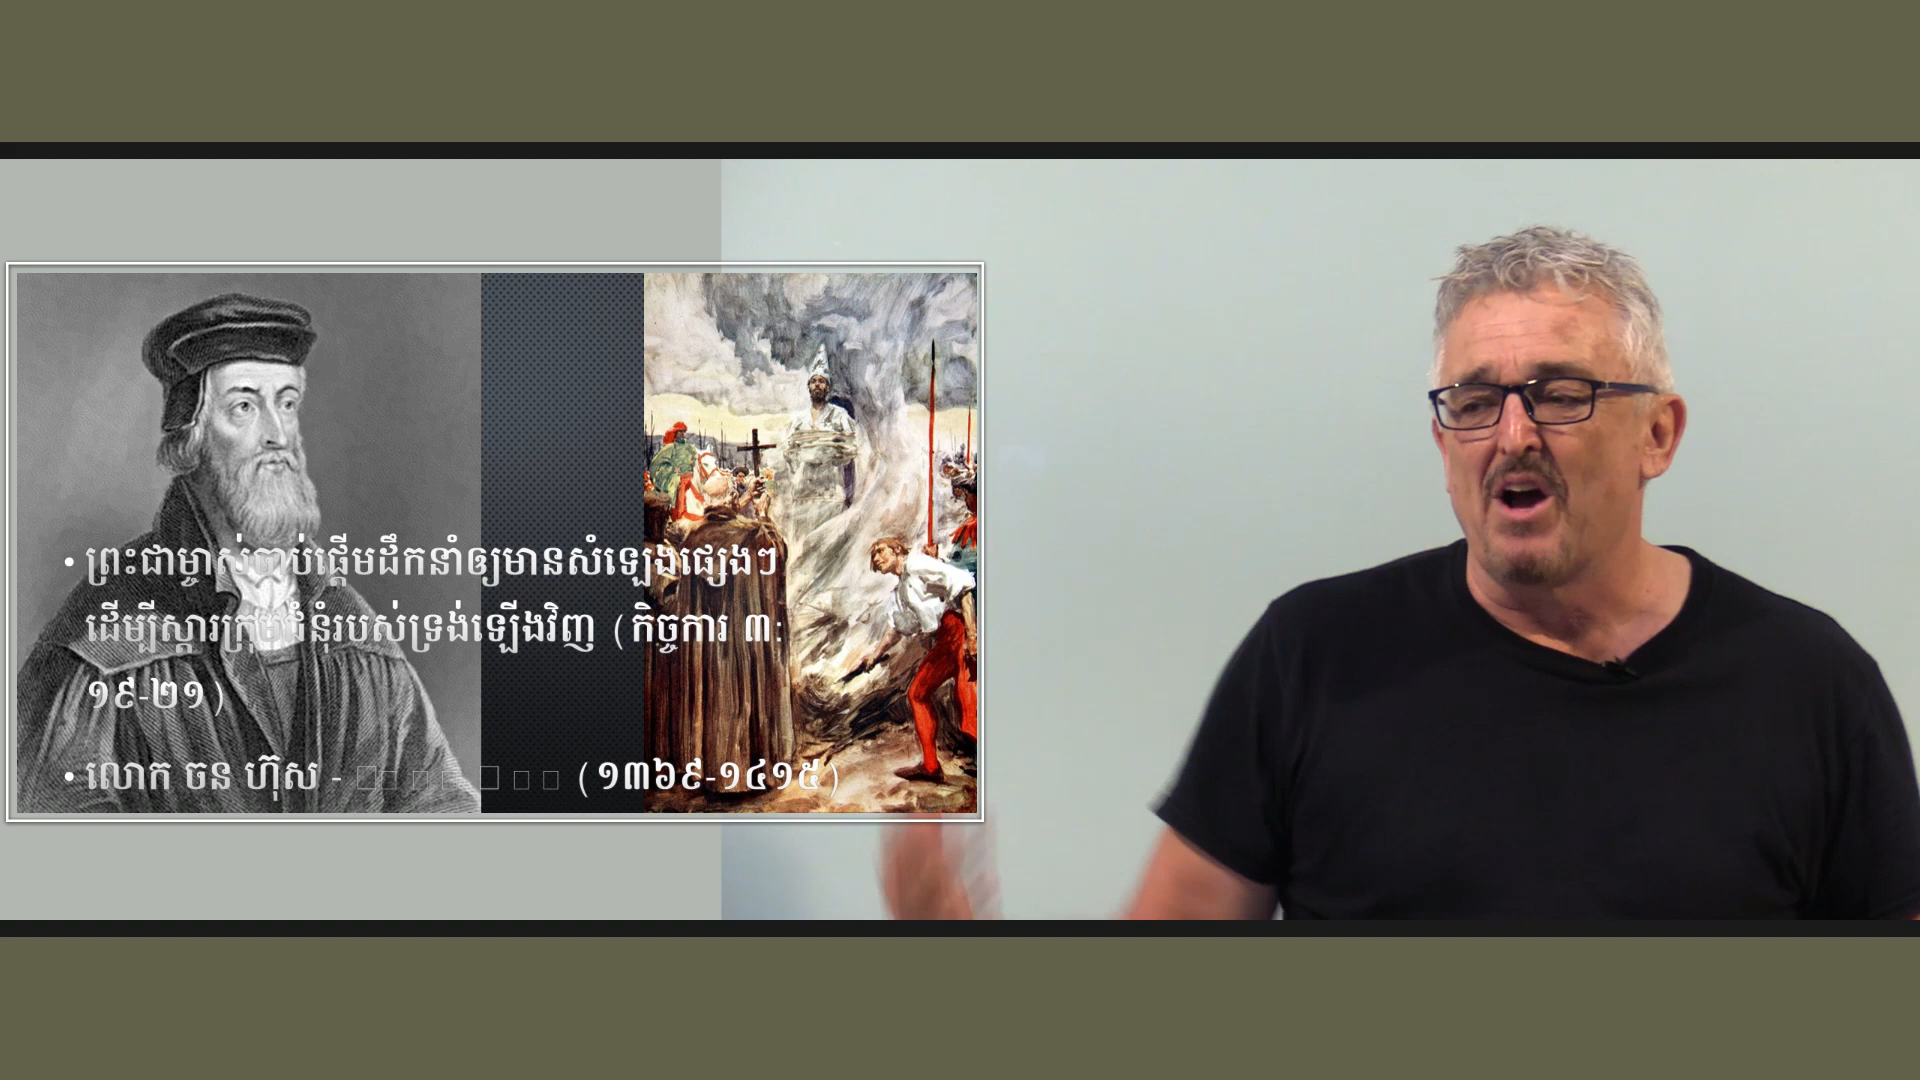 • ព្រះជាម្ចាស់ចាប់ផ្ដើមដឹកនាំឲ្យមានសំឡេងផ្សេងៗ
ដើម្បីស្ដារក្រុមជំនុំរបស់ទ្រង់ឡើងវិញ (កិច្ចការ ៣:
១៩-២១)
• លោក ចន ហ៊ុស - (១៣៦៩-១៤១៥)